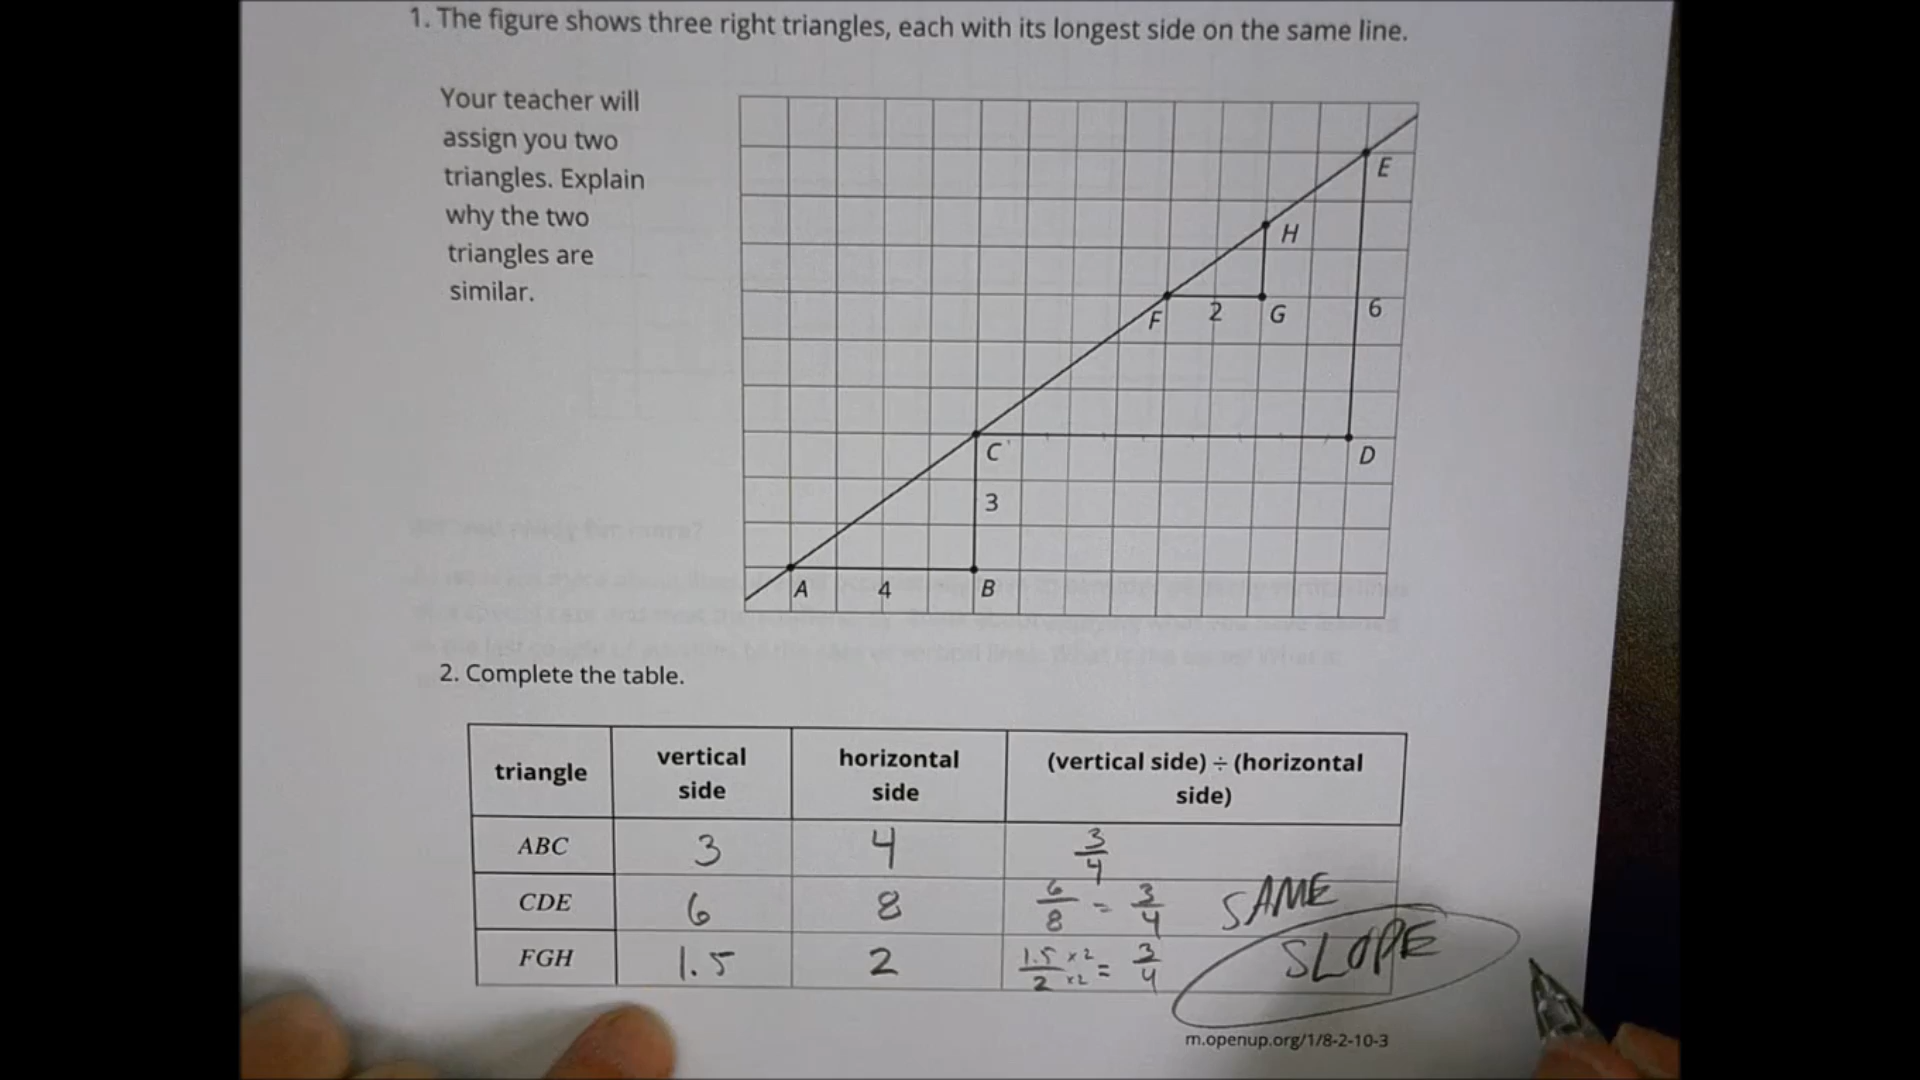 1. The figure shows three right triangles, each with its longest side on the same line.
Your teacher will
assign you two
triangles. Explain
why the two
triangles are
similar.
E
H
F 2 G 6
C D
3
A 4 B
2. Complete the table.
triangle vertical side horizontal side (vertical side) ÷ (horizontal side)
ABC 3 4 3/4
CDE 6 8 6/8 = 3/4 SAME
FGH 1.5 2 1.5/2 x2/x2 = 3/4 SLOPE
m.openup.org/1/8-2-10-3